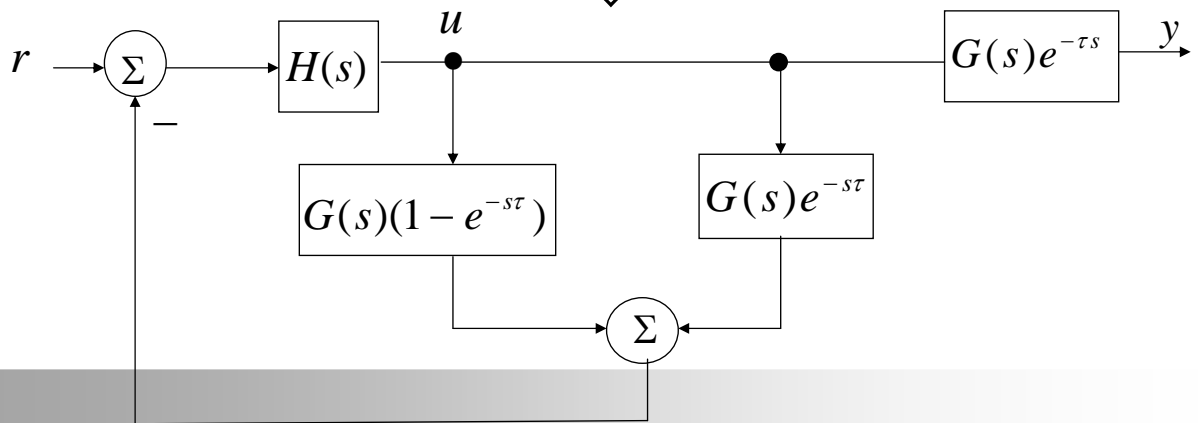 u
r
Σ
H(s)
G(s)e^{-τs}
y
−
G(s)(1 − e^{-sτ})
G(s)e^{-sτ}
Σ